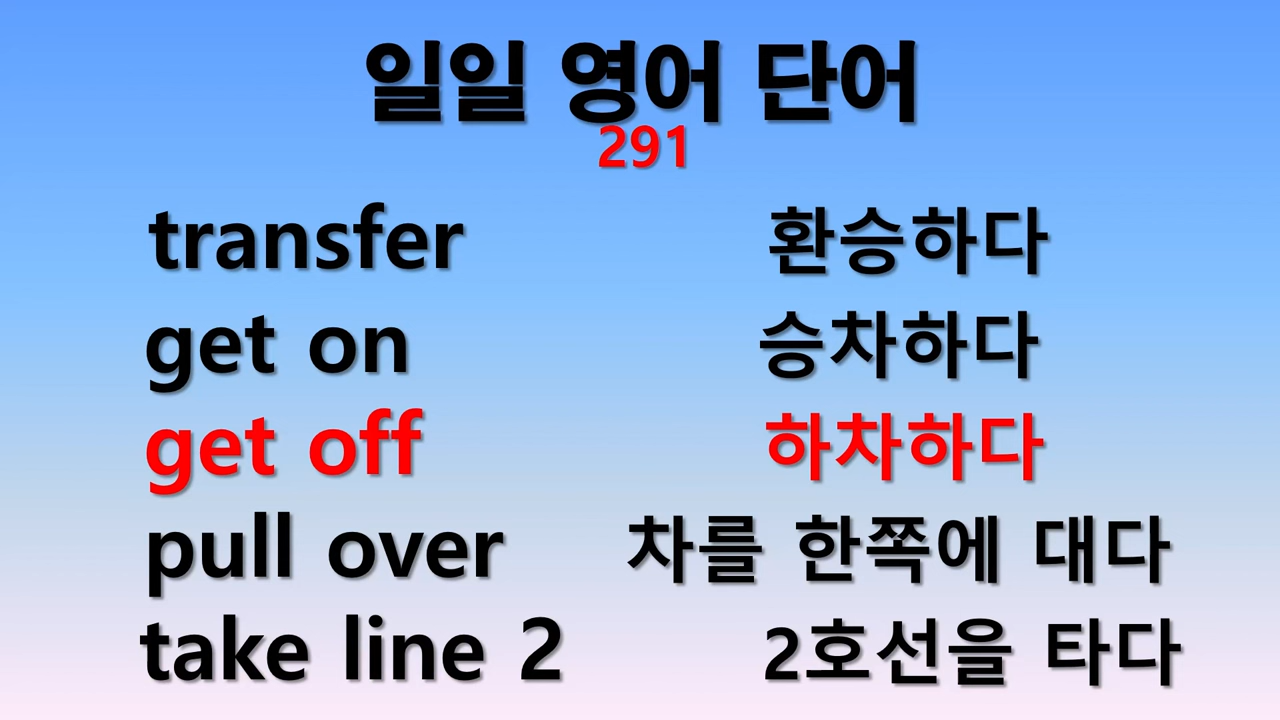 일일 영어 단어
291
transfer 환승하다
get on 승차하다
get off 하차하다
pull over 차를 한쪽에 대다
take line 2 2호선을 타다